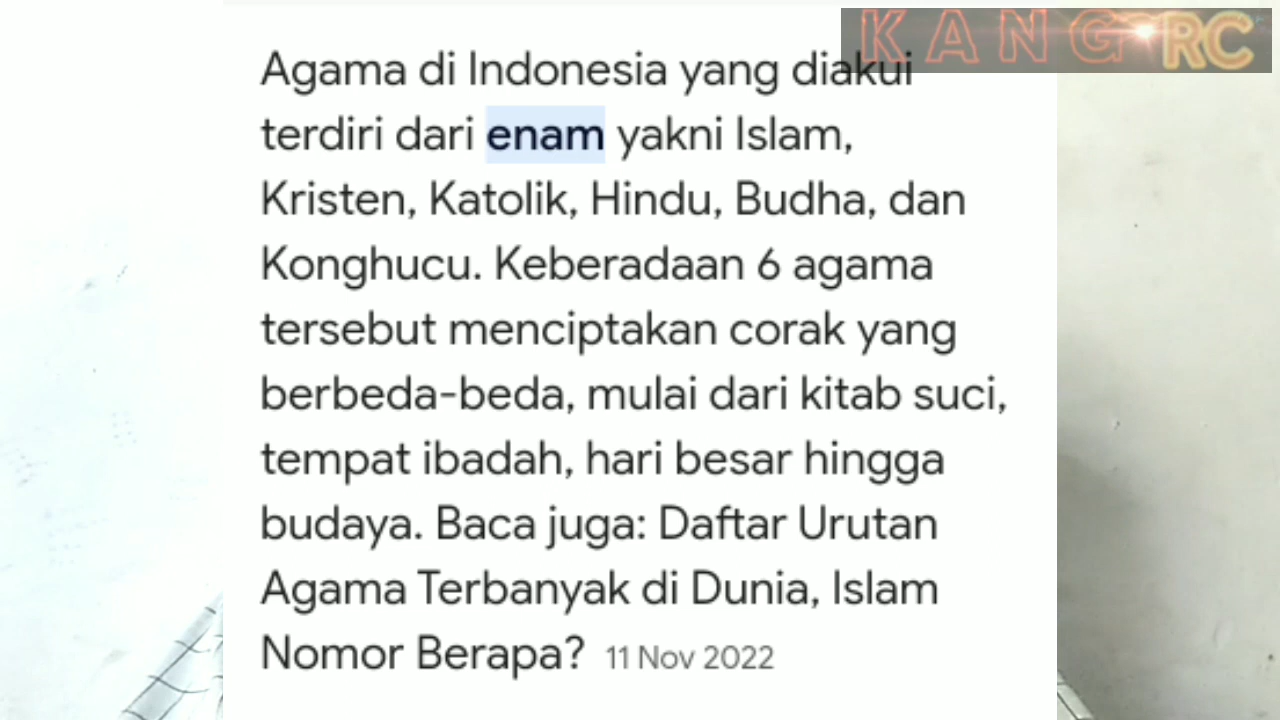 KANG RC
Agama di Indonesia yang diakui
terdiri dari enam yakni Islam,
Kristen, Katolik, Hindu, Budha, dan
Konghucu. Keberadaan 6 agama
tersebut menciptakan corak yang
berbeda-beda, mulai dari kitab suci,
tempat ibadah, hari besar hingga
budaya. Baca juga: Daftar Urutan
Agama Terbanyak di Dunia, Islam
Nomor Berapa? 11 Nov 2022